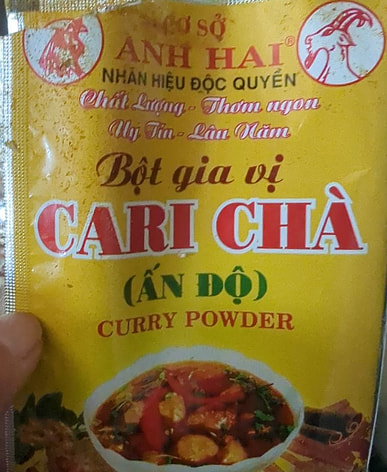 CƠ SỞ
ANH HAI®
NHÃN HIỆU ĐỘC QUYỀN
Chất Lượng - Thơm ngon
Uy Tín - Lâu Năm
Bột gia vị
CARI CHÀ
(ẤN ĐỘ)
CURRY POWDER